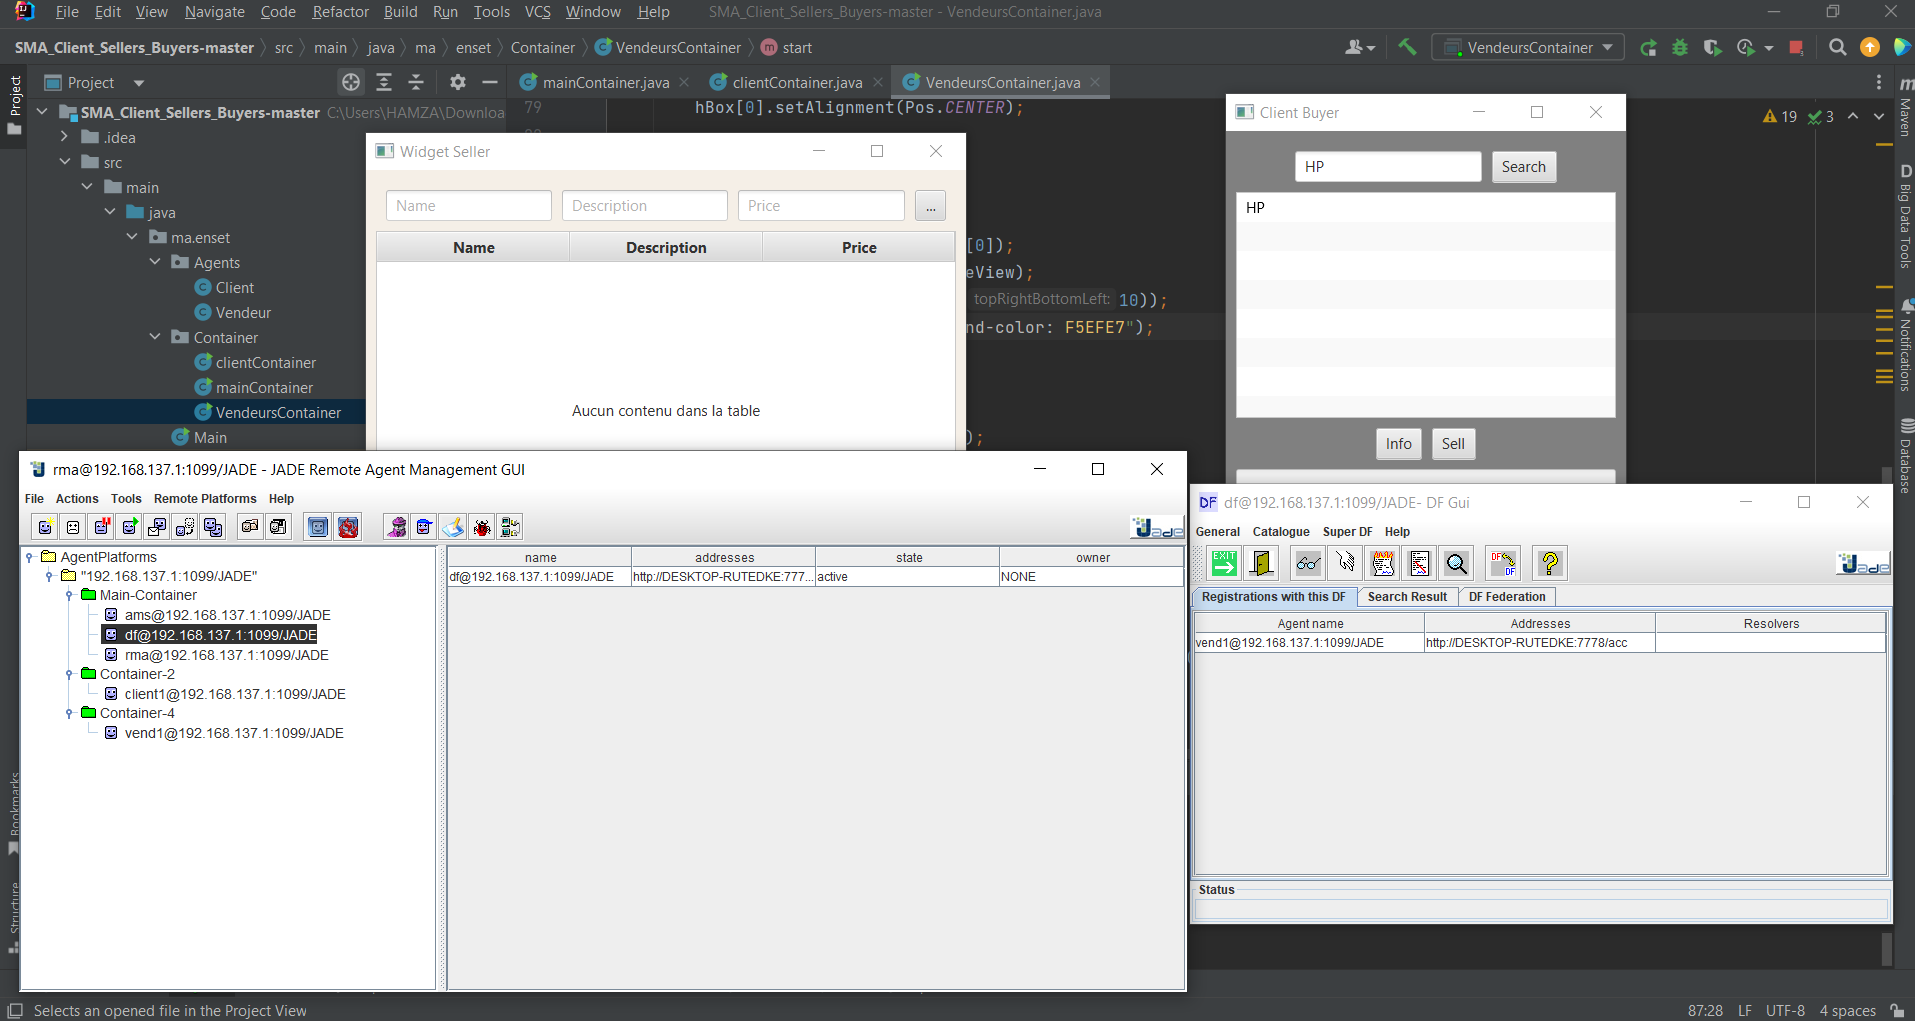 File Edit View Navigate Code Refactor Build Run Tools VCS Window Help SMA_Client_Sellers_Buyers-master - VendeursContainer.java
SMA_Client_Sellers_Buyers-master src main java ma enset Container VendeursContainer start VendeursContainer
Project mainContainer.java clientContainer.java VendeursContainer.java
Project
SMA_Client_Sellers_Buyers-master C:\Users\HAMZA\Downloa
.idea
src
main
java
ma.enset
Agents
Client
Vendeur
Container
clientContainer
mainContainer
VendeursContainer
Main
79 hBox[0].setAlignment(Pos.CENTER);
19 3
[0]);
eView);
topRightBottomLeft: 10));
nd-color: F5EFE7");
);
Widget Seller
Name Description Price ...
Name Description Price
Aucun contenu dans la table
Client Buyer
HP Search
HP
Info Sell
Maven
Big Data Tools
Notifications
Database
rma@192.168.137.1:1099/JADE - JADE Remote Agent Management GUI
File Actions Tools Remote Platforms Help
Jade
AgentPlatforms
"192.168.137.1:1099/JADE"
Main-Container
ams@192.168.137.1:1099/JADE
df@192.168.137.1:1099/JADE
rma@192.168.137.1:1099/JADE
Container-2
client1@192.168.137.1:1099/JADE
Container-4
vend1@192.168.137.1:1099/JADE
name addresses state owner
df@192.168.137.1:1099/JADE http://DESKTOP-RUTEDKE:777... active NONE
DF df@192.168.137.1:1099/JADE- DF Gui
General Catalogue Super DF Help
EXIT DF DF Jade
Registrations with this DF Search Result DF Federation
Agent name Addresses Resolvers
vend1@192.168.137.1:1099/JADE http://DESKTOP-RUTEDKE:7778/acc
Status
Bookmarks
Structure
Selects an opened file in the Project View 87:28 LF UTF-8 4 spaces